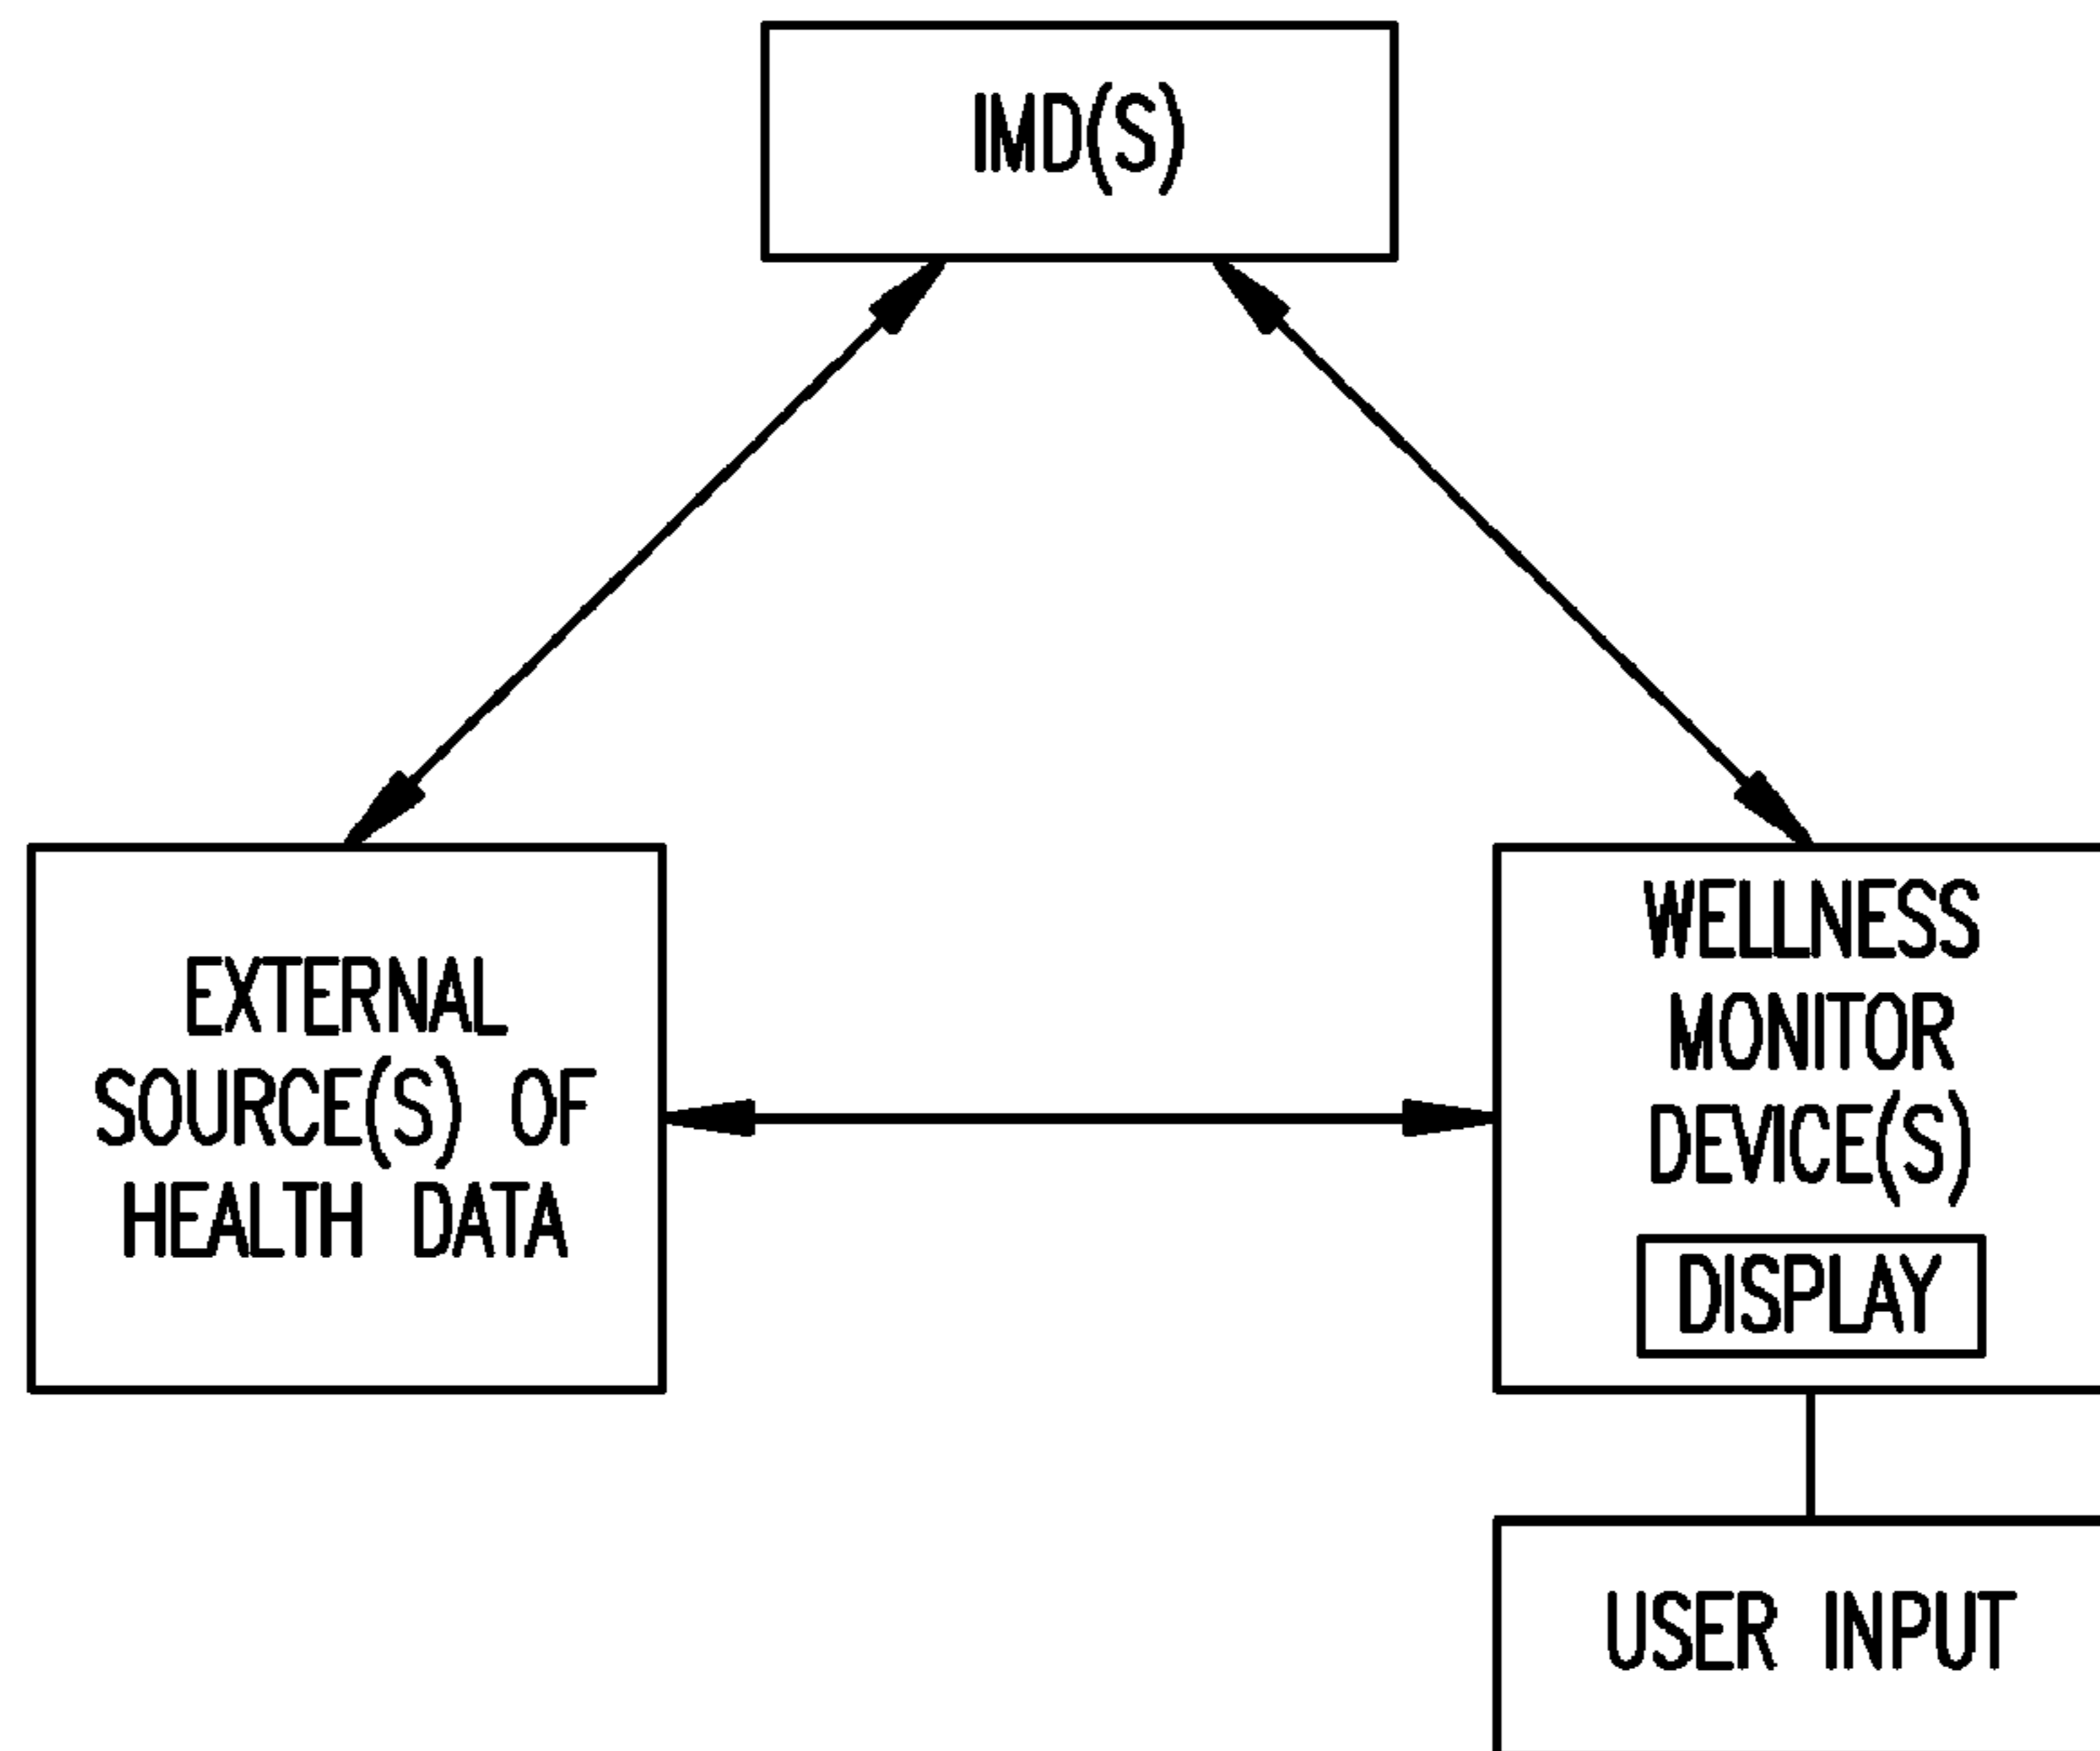 IMD(S)
EXTERNAL
SOURCE(S) OF
HEALTH DATA
WELLNESS
MONITOR
DEVICE(S)
DISPLAY
USER INPUT